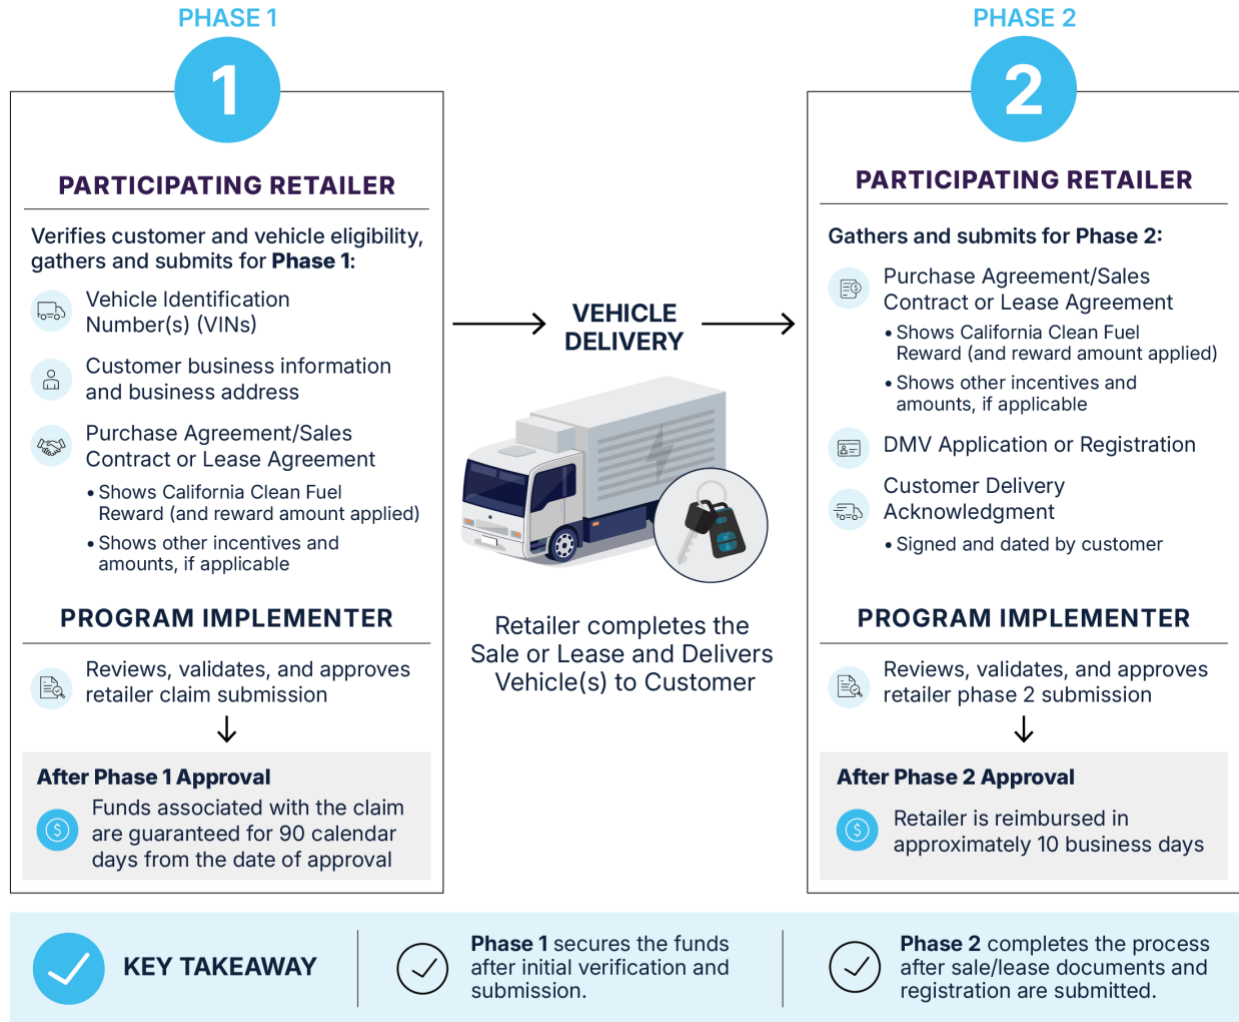 PHASE 1
1
PARTICIPATING RETAILER
Verifies customer and vehicle eligibility,
gathers and submits for Phase 1:
Vehicle Identification
Number(s) (VINs)
Customer business information
and business address
Purchase Agreement/Sales
Contract or Lease Agreement
• Shows California Clean Fuel
Reward (and reward amount applied)
• Shows other incentives and
amounts, if applicable
PROGRAM IMPLEMENTER
Reviews, validates, and approves
retailer claim submission
After Phase 1 Approval
$
Funds associated with the claim
are guaranteed for 90 calendar
days from the date of approval
VEHICLE
DELIVERY
Retailer completes the
Sale or Lease and Delivers
Vehicle(s) to Customer
PHASE 2
2
PARTICIPATING RETAILER
Gathers and submits for Phase 2:
Purchase Agreement/Sales
Contract or Lease Agreement
• Shows California Clean Fuel
Reward (and reward amount applied)
• Shows other incentives and
amounts, if applicable
DMV Application or Registration
Customer Delivery
Acknowledgment
• Signed and dated by customer
PROGRAM IMPLEMENTER
Reviews, validates, and approves
retailer phase 2 submission
After Phase 2 Approval
$
Retailer is reimbursed in
approximately 10 business days
KEY TAKEAWAY
Phase 1 secures the funds
after initial verification and
submission.
Phase 2 completes the process
after sale/lease documents and
registration are submitted.